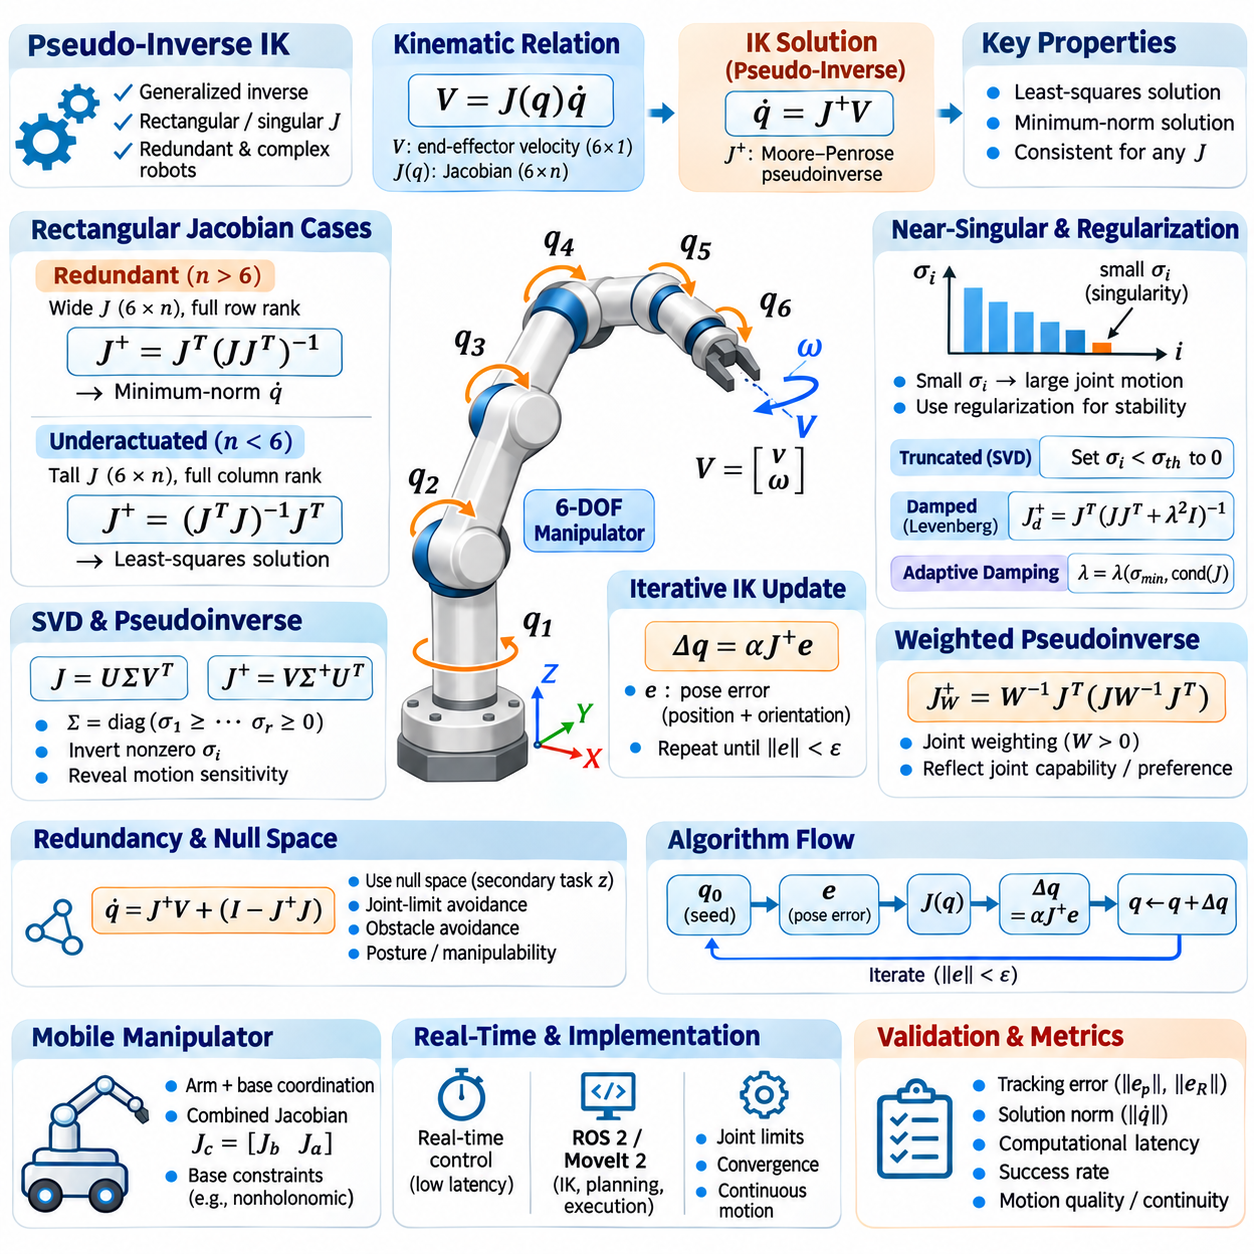 Pseudo-Inverse IK
✓ Generalized inverse
✓ Rectangular / singular J
✓ Redundant & complex
robots
Kinematic Relation
V = J(q)q̇
V: end-effector velocity (6×1)
J(q): Jacobian (6×n)
IK Solution
(Pseudo-Inverse)
q̇ = J⁺V
J⁺: Moore–Penrose
pseudoinverse
Key Properties
● Least-squares solution
● Minimum-norm solution
● Consistent for any J
Rectangular Jacobian Cases
Redundant (n > 6)
Wide J (6 × n), full row rank
J⁺ = Jᵀ(JJᵀ)⁻¹
→ Minimum-norm q̇
Underactuated (n < 6)
Tall J (6 × n), full column rank
J⁺ = (JᵀJ)⁻¹Jᵀ
→ Least-squares solution
q₄
q₅
q₆
q₃
ω
V
V = [v
ω]
q₂
6-DOF
Manipulator
q₁
Z
Y
X
Near-Singular & Regularization
σᵢ
small σᵢ
(singularity)
i
● Small σᵢ → large joint motion
● Use regularization for stability
Truncated (SVD) Set σᵢ < σₜₕ to 0
Damped
(Levenberg) J_d⁺ = Jᵀ(JJᵀ + λ²I)⁻¹
Adaptive Damping λ = λ(σ_min, cond(J)
SVD & Pseudoinverse
J = UΣVᵀ J⁺ = VΣ⁺Uᵀ
● Σ = diag (σ₁ ≥ ⋯ σᵣ ≥ 0)
● Invert nonzero σᵢ
● Reveal motion sensitivity
Iterative IK Update
Δq = αJ⁺e
● e : pose error
(position + orientation)
● Repeat until ‖e‖ < ε
Weighted Pseudoinverse
J_W⁺ = W⁻¹ Jᵀ(JW⁻¹ Jᵀ)
● Joint weighting (W > 0)
● Reflect joint capability / preference
Redundancy & Null Space
q̇ = J⁺V + (I − J⁺J)
● Use null space (secondary task z)
● Joint-limit avoidance
● Obstacle avoidance
● Posture / manipulability
Algorithm Flow
q₀
(seed)
e
(pose error)
J(q)
Δq
= αJ⁺e
q ← q + Δq
Iterate (‖e‖ < ε)
Mobile Manipulator
● Arm + base coordination
● Combined Jacobian
J_c = [J_b J_a]
● Base constraints
(e.g., nonholonomic)
Real-Time & Implementation
Real-time
control
(low latency)
</>
ROS 2 /
MoveIt 2
(IK, planning,
execution)
● Joint limits
● Convergence
● Continuous
motion
Validation & Metrics
● Tracking error (‖e_p‖, ‖e_R‖)
● Solution norm (‖q̇‖)
● Computational latency
● Success rate
● Motion quality / continuity